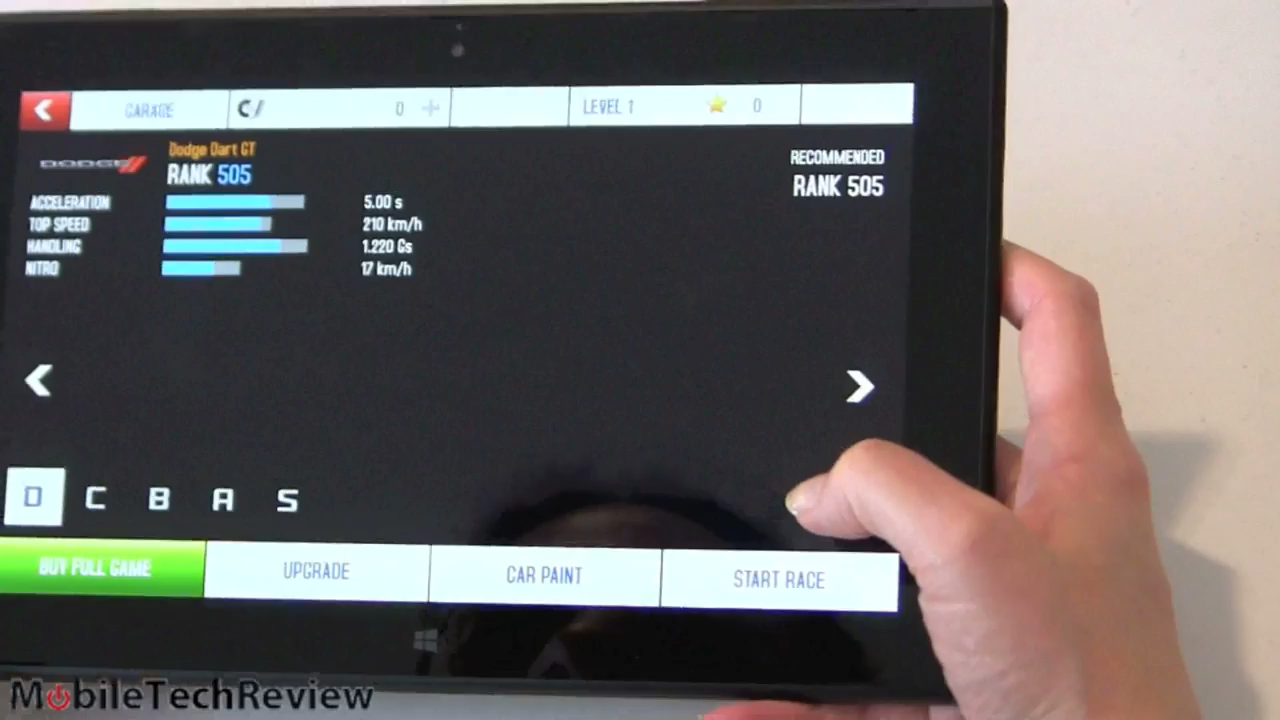 GARAGE 0 LEVEL 1 0
DODGE
Dodge Dart GT
RANK 505
RECOMMENDED
RANK 505
ACCELERATION 5.00 s
TOP SPEED 210 km/h
HANDLING 1.220 Gs
NITRO 17 km/h
D C B A S
BUY FULL GAME UPGRADE CAR PAINT START RACE
MobileTechReview